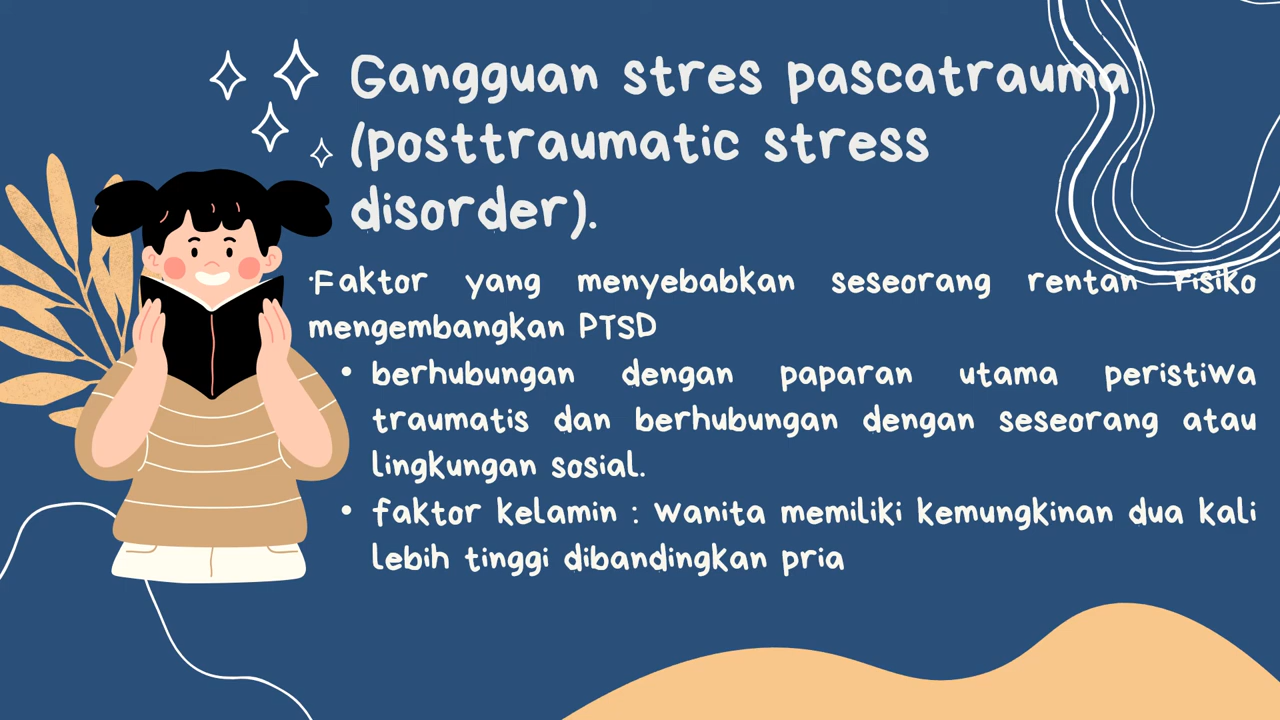 Gangguan stres pascatrauma
(posttraumatic stress
disorder).
·Faktor yang menyebabkan seseorang rentan risiko
mengembangkan PTSD
• berhubungan dengan paparan utama peristiwa
traumatis dan berhubungan dengan seseorang atau
lingkungan sosial.
• faktor kelamin : wanita memiliki kemungkinan dua kali
lebih tinggi dibandingkan pria